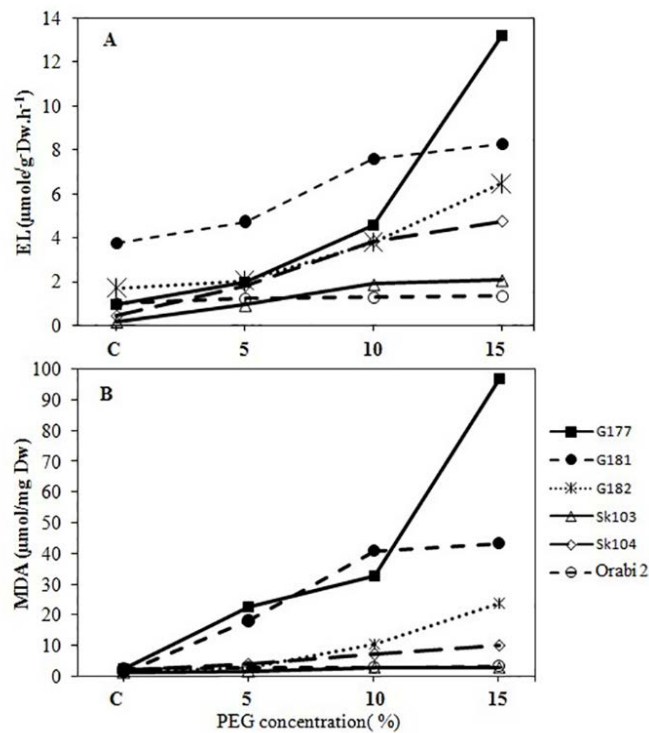 A
14
12
10
8
6
4
2
0
EL (µmole/g Dw.h-1)
C 5 10 15
B
100
90
80
70
60
50
40
30
20
10
0
MDA (µmol/mg Dw)
C 5 10 15
PEG concentration( %)
G177
G181
G182
Sk103
Sk104
Orabi 2